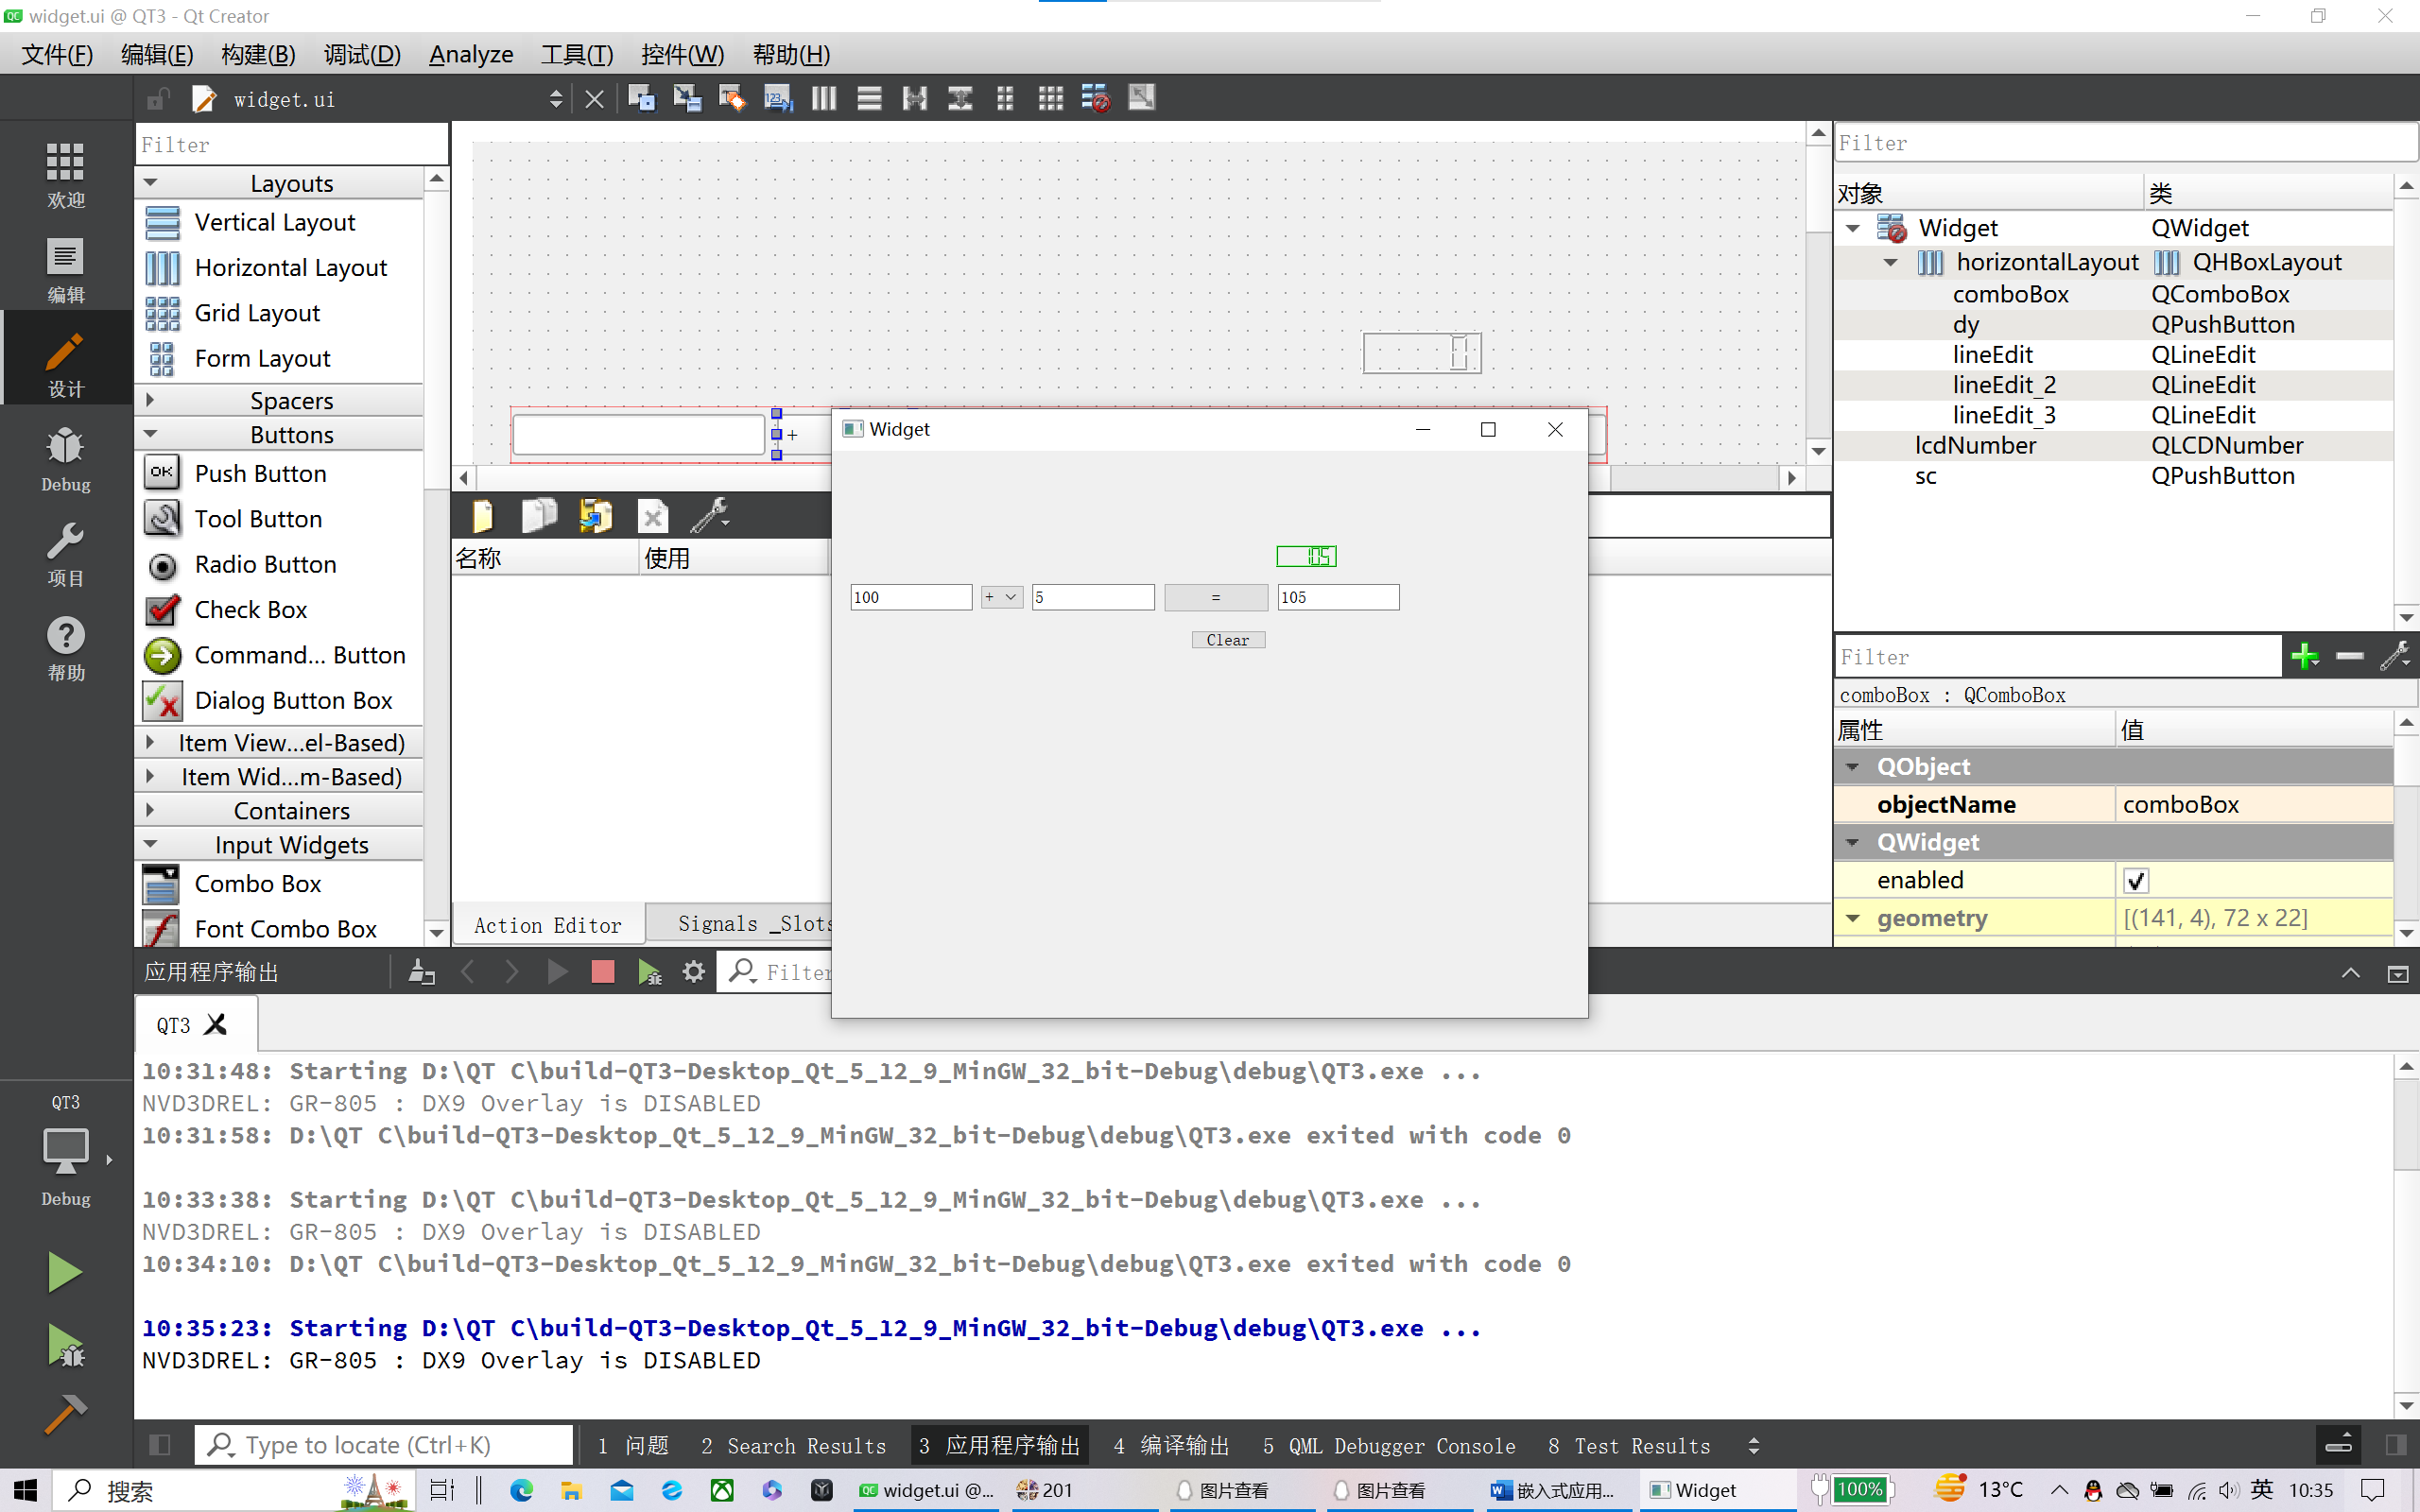 widget.ui @ QT3 - Qt Creator
文件(F) 编辑(E) 构建(B) 调试(D) Analyze 工具(T) 控件(W) 帮助(H)
widget.ui
欢迎
编辑
设计
Debug
项目
帮助
QT3
Debug
Filter
Layouts
Vertical Layout
Horizontal Layout
Grid Layout
Form Layout
Spacers
Buttons
OK
Push Button
Tool Button
Radio Button
Check Box
Command... Button
Dialog Button Box
Item View...el-Based)
Item Wid...m-Based)
Containers
Input Widgets
Combo Box
Font Combo Box
0
+
名称 使用
Action Editor Signals _Slots
Widget
105
100 + 5 = 105
Clear
Filter
对象 类
Widget QWidget
horizontalLayout QHBoxLayout
comboBox QComboBox
dy QPushButton
lineEdit QLineEdit
lineEdit_2 QLineEdit
lineEdit_3 QLineEdit
lcdNumber QLCDNumber
sc QPushButton
Filter
comboBox : QComboBox
属性 值
QObject
objectName comboBox
QWidget
enabled
geometry [(141, 4), 72 x 22]
应用程序输出 Filter
QT3
10:31:48: Starting D:\QT C\build-QT3-Desktop_Qt_5_12_9_MinGW_32_bit-Debug\debug\QT3.exe ...
NVD3DREL: GR-805 : DX9 Overlay is DISABLED
10:31:58: D:\QT C\build-QT3-Desktop_Qt_5_12_9_MinGW_32_bit-Debug\debug\QT3.exe exited with code 0
10:33:38: Starting D:\QT C\build-QT3-Desktop_Qt_5_12_9_MinGW_32_bit-Debug\debug\QT3.exe ...
NVD3DREL: GR-805 : DX9 Overlay is DISABLED
10:34:10: D:\QT C\build-QT3-Desktop_Qt_5_12_9_MinGW_32_bit-Debug\debug\QT3.exe exited with code 0
10:35:23: Starting D:\QT C\build-QT3-Desktop_Qt_5_12_9_MinGW_32_bit-Debug\debug\QT3.exe ...
NVD3DREL: GR-805 : DX9 Overlay is DISABLED
Type to locate (Ctrl+K) 1 问题 2 Search Results 3 应用程序输出 4 编译输出 5 QML Debugger Console 8 Test Results
搜索 widget.ui @... 201 图片查看 图片查看 嵌入式应用... Widget 100% 13°C 英 10:35